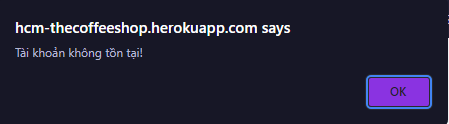 hcm-thecoffeeshop.herokuapp.com says
Tài khoản không tồn tại!
OK